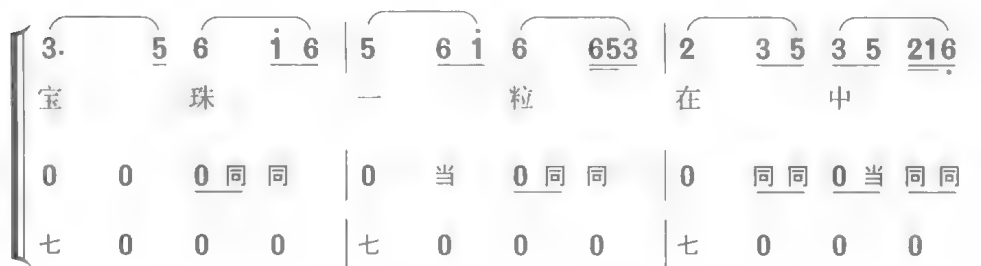 3. 5 6 i 6 | 5 6 i 6 653 | 2 3 5 3 5 216
宝 珠 一 粒 在 中
0 0 0 同 同 | 0 当 0 同 同 | 0 同 同 0 当 同 同
七 0 0 0 | 七 0 0 0 | 七 0 0 0